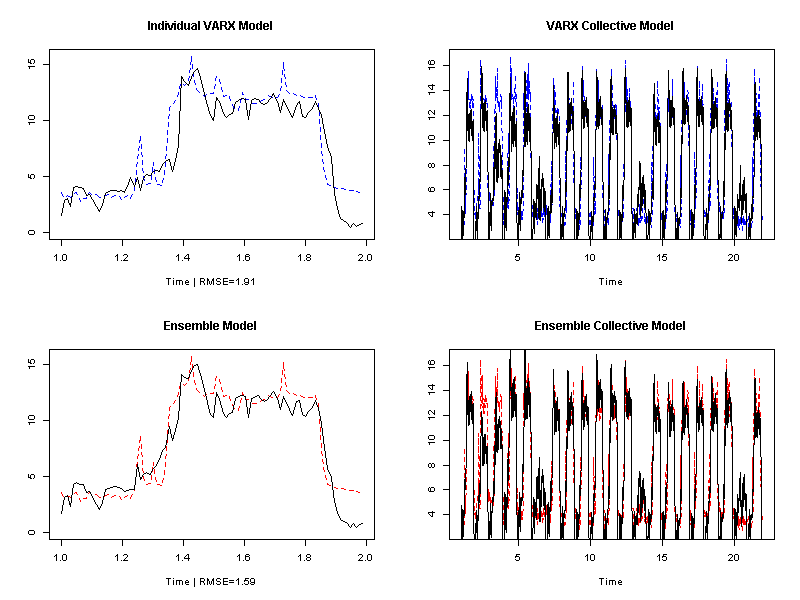 Individual VARX Model
15
10
5
0
1.0 1.2 1.4 1.6 1.8 2.0
Time | RMSE=1.91
VARX Collective Model
16
14
12
10
8
6
4
5 10 15 20
Time
Ensemble Model
15
10
5
0
1.0 1.2 1.4 1.6 1.8 2.0
Time | RMSE=1.59
Ensemble Collective Model
16
14
12
10
8
6
4
5 10 15 20
Time